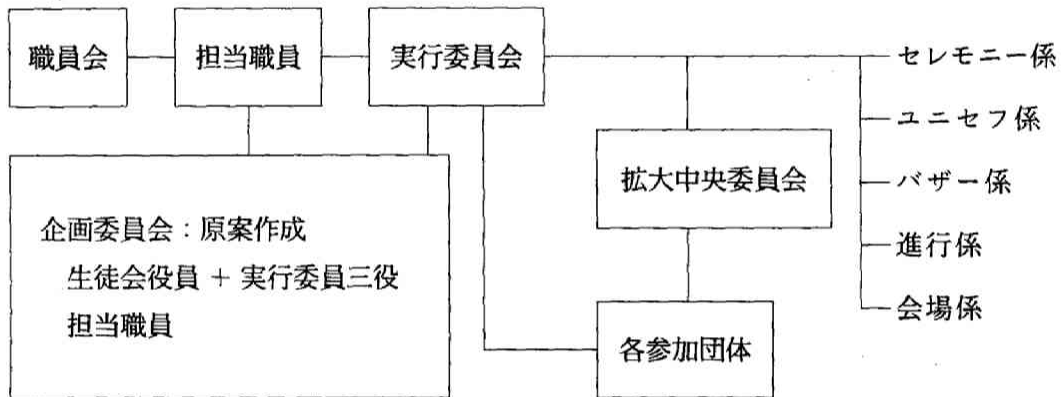 職員会
担当職員
実行委員会
セレモニー係
ユニセフ係
バザー係
進行係
会場係
拡大中央委員会
各参加団体
企画委員会：原案作成
生徒会役員 + 実行委員三役
担当職員